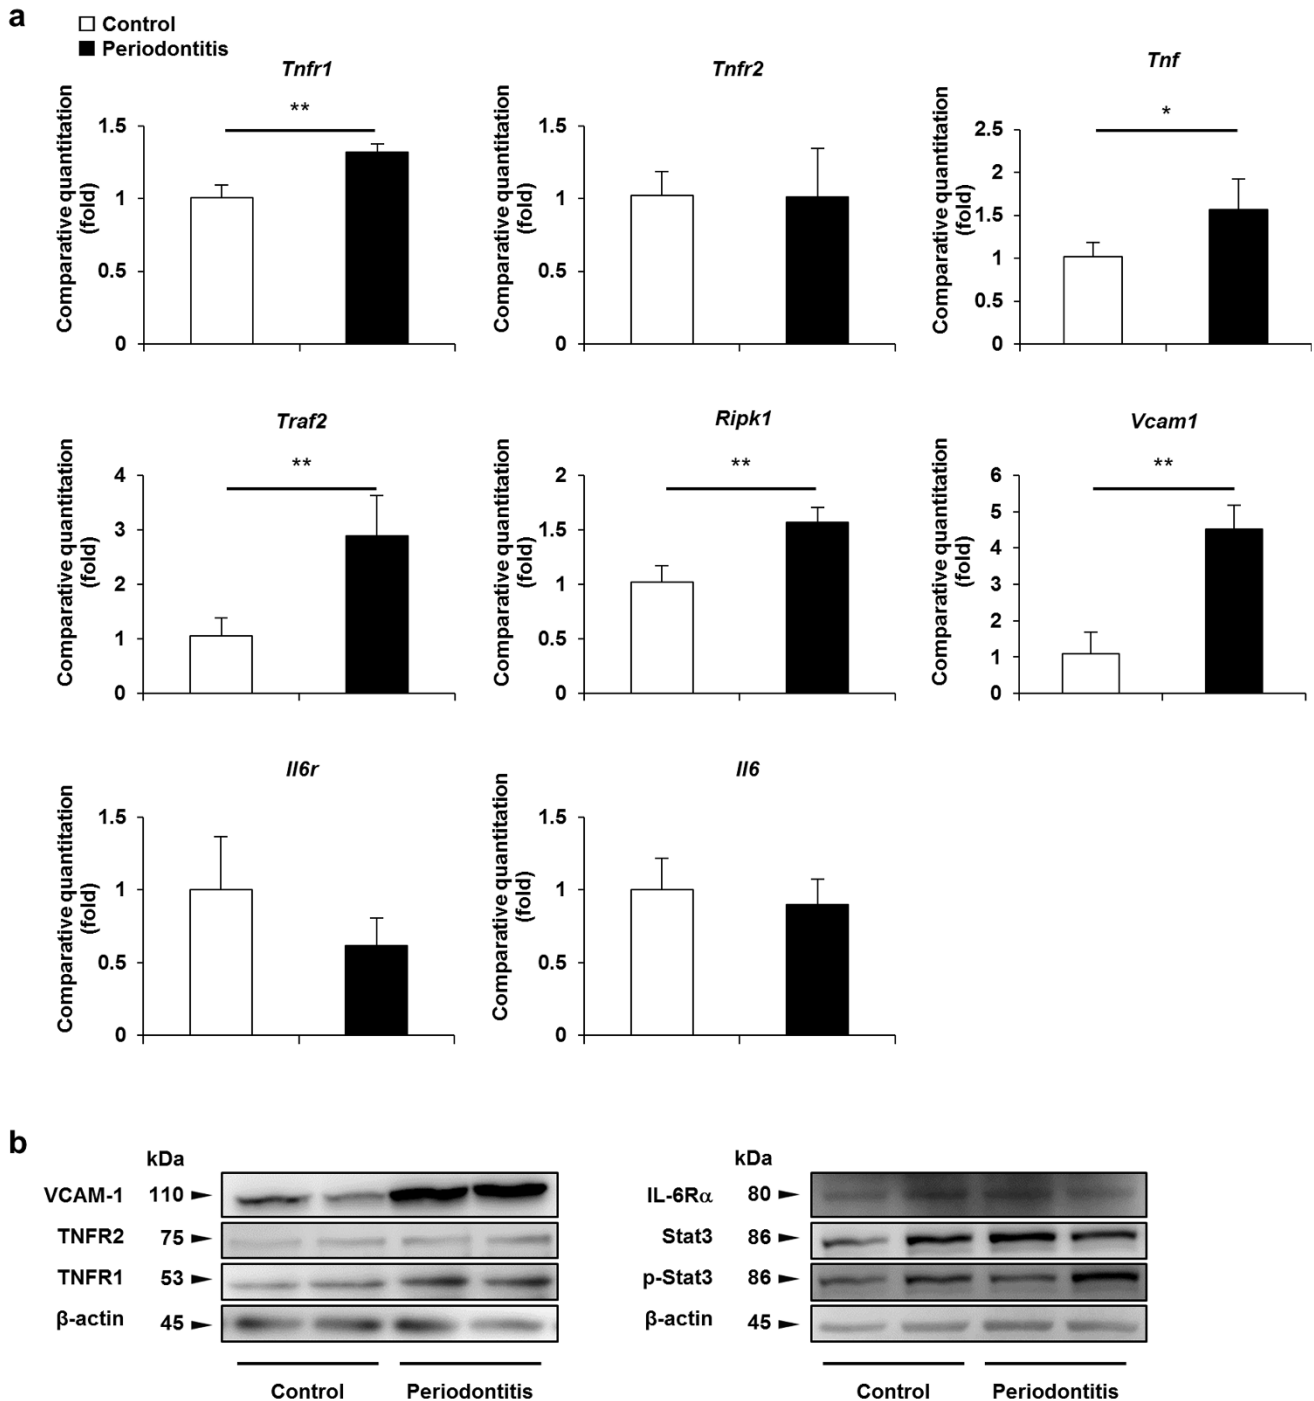 a
Control
Periodontitis
Tnfr1
Tnfr2
Tnf
Comparative quantitation
(fold)
1.5
1
0.5
0
**
Comparative quantitation
(fold)
1.5
1
0.5
0
Comparative quantitation
(fold)
2.5
2
1.5
1
0.5
0
*
Traf2
Ripk1
Vcam1
Comparative quantitation
(fold)
4
3
2
1
0
**
Comparative quantitation
(fold)
2
1.5
1
0.5
0
**
Comparative quantitation
(fold)
6
5
4
3
2
1
0
**
Il6r
Il6
Comparative quantitation
(fold)
1.5
1
0.5
0
Comparative quantitation
(fold)
1.5
1
0.5
0
b
kDa
VCAM-1 110
TNFR2 75
TNFR1 53
β-actin 45
Control Periodontitis
kDa
IL-6Rα 80
Stat3 86
p-Stat3 86
β-actin 45
Control Periodontitis